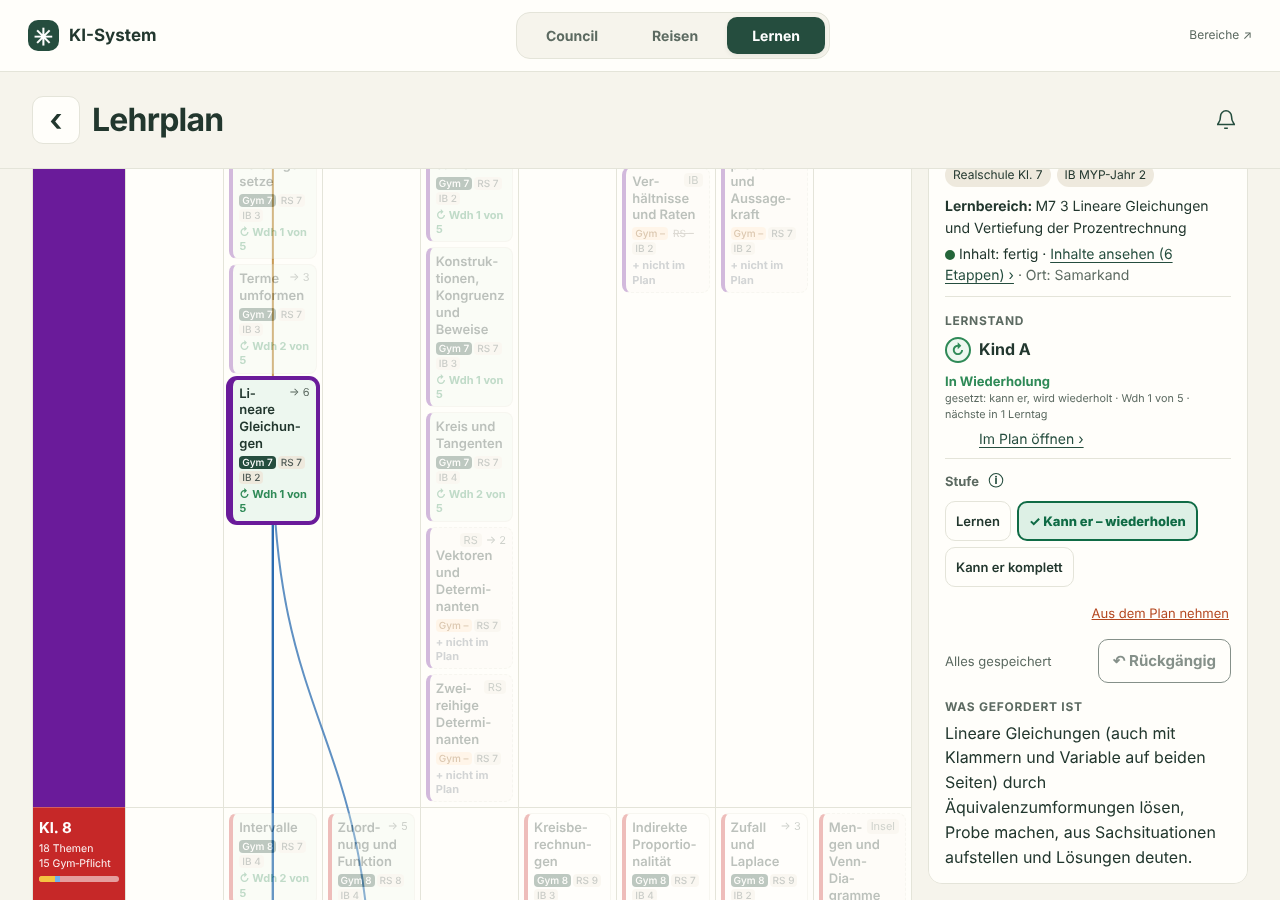 KI-System
Council
Reisen
Lernen
Bereiche ↗
‹ Lehrplan
setze
Gym 7 RS 7
IB 3
↻ Wdh 1 von
5
Terme → 3
umformen
Gym 7 RS 7
IB 3
↻ Wdh 2 von
5
Li- → 6
neare
Gleichun-
gen
Gym 7 RS 7
IB 2
↻ Wdh 1 von
5
Gym 7 RS 7
IB 2
↻ Wdh 1 von
5
Konstruk-
tionen,
Kongruenz
und
Beweise
Gym 7 RS 7
IB 3
↻ Wdh 1 von
5
Kreis und
Tangenten
Gym 7 RS 7
IB 4
↻ Wdh 2 von
5
RS → 2
Vektoren
und
Determi-
nanten
Gym – RS 7
+ nicht im
Plan
Zwei- RS
reihige
Determi-
nanten
Gym – RS 7
+ nicht im
Plan
Ver- IB
hältnisse
und Raten
Gym – RS –
IB 2
+ nicht im
Plan
und
Aussage-
kraft
Gym – RS 7
IB 2
+ nicht im
Plan
Kl. 8
18 Themen
15 Gym-Pflicht
Intervalle
Gym 8 RS 7
IB 4
↻ Wdh 2 von
5
Zuord- → 5
nung und
Funktion
Gym 8 RS 8
IB 4
Kreisbe-
rechnun-
gen
Gym 8 RS 9
IB 3
Indirekte
Proportio-
nalität
Gym 8 RS 7
IB 4
Zufall → 3
und
Laplace
Gym 8 RS 9
IB 2
Men- Insel
gen und
Venn-
Dia-
gramme
Realschule Kl. 7 IB MYP-Jahr 2
Lernbereich: M7 3 Lineare Gleichungen
und Vertiefung der Prozentrechnung
Inhalt: fertig · Inhalte ansehen (6
Etappen) › · Ort: Samarkand
LERNSTAND
Kind A
In Wiederholung
gesetzt: kann er, wird wiederholt · Wdh 1 von 5 ·
nächste in 1 Lerntag
Im Plan öffnen ›
Stufe ⓘ
Lernen
✓ Kann er – wiederholen
Kann er komplett
Aus dem Plan nehmen
Alles gespeichert
↶ Rückgängig
WAS GEFORDERT IST
Lineare Gleichungen (auch mit
Klammern und Variable auf beiden
Seiten) durch
Äquivalenzumformungen lösen,
Probe machen, aus Sachsituationen
aufstellen und Lösungen deuten.